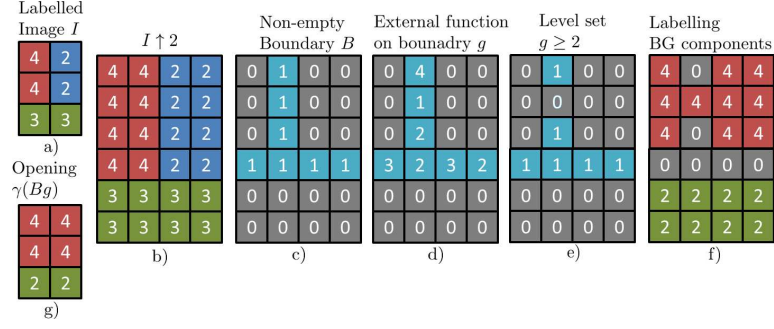 Labelled
Image I
4 2
4 2
3 3
a)
Opening
γ(Bg)
4 4
4 4
2 2
g)
I ↑ 2
4 4 2 2
4 4 2 2
4 4 2 2
4 4 2 2
3 3 3 3
3 3 3 3
b)
Non-empty
Boundary B
0 1 0 0
0 1 0 0
0 1 0 0
1 1 1 1
0 0 0 0
0 0 0 0
c)
External function
on bounadry g
0 4 0 0
0 1 0 0
0 2 0 0
3 2 3 2
0 0 0 0
0 0 0 0
d)
Level set
g ≥ 2
0 1 0 0
0 0 0 0
0 1 0 0
1 1 1 1
0 0 0 0
0 0 0 0
e)
Labelling
BG components
4 0 4 4
4 4 4 4
4 0 4 4
0 0 0 0
2 2 2 2
2 2 2 2
f)